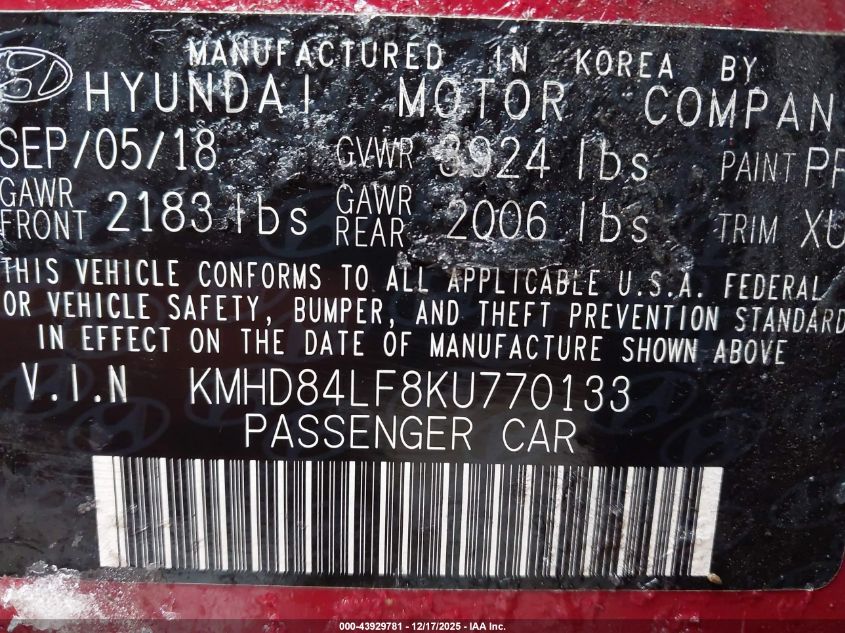 MANUFACTURED IN KOREA BY
HYUNDAI MOTOR COMPAN
SEP/05/18 GVWR 3924 lbs PAINT PF
GAWR FRONT 2183 lbs GAWR REAR 2006 lbs TRIM XU
THIS VEHICLE CONFORMS TO ALL APPLICABLE U.S.A. FEDERAL
OR VEHICLE SAFETY, BUMPER, AND THEFT PREVENTION STANDARD
IN EFFECT ON THE DATE OF MANUFACTURE SHOWN ABOVE
V.I.N KMHD84LF8KU770133
PASSENGER CAR
000-43929781 – 12/17/2025 – IAA Inc.